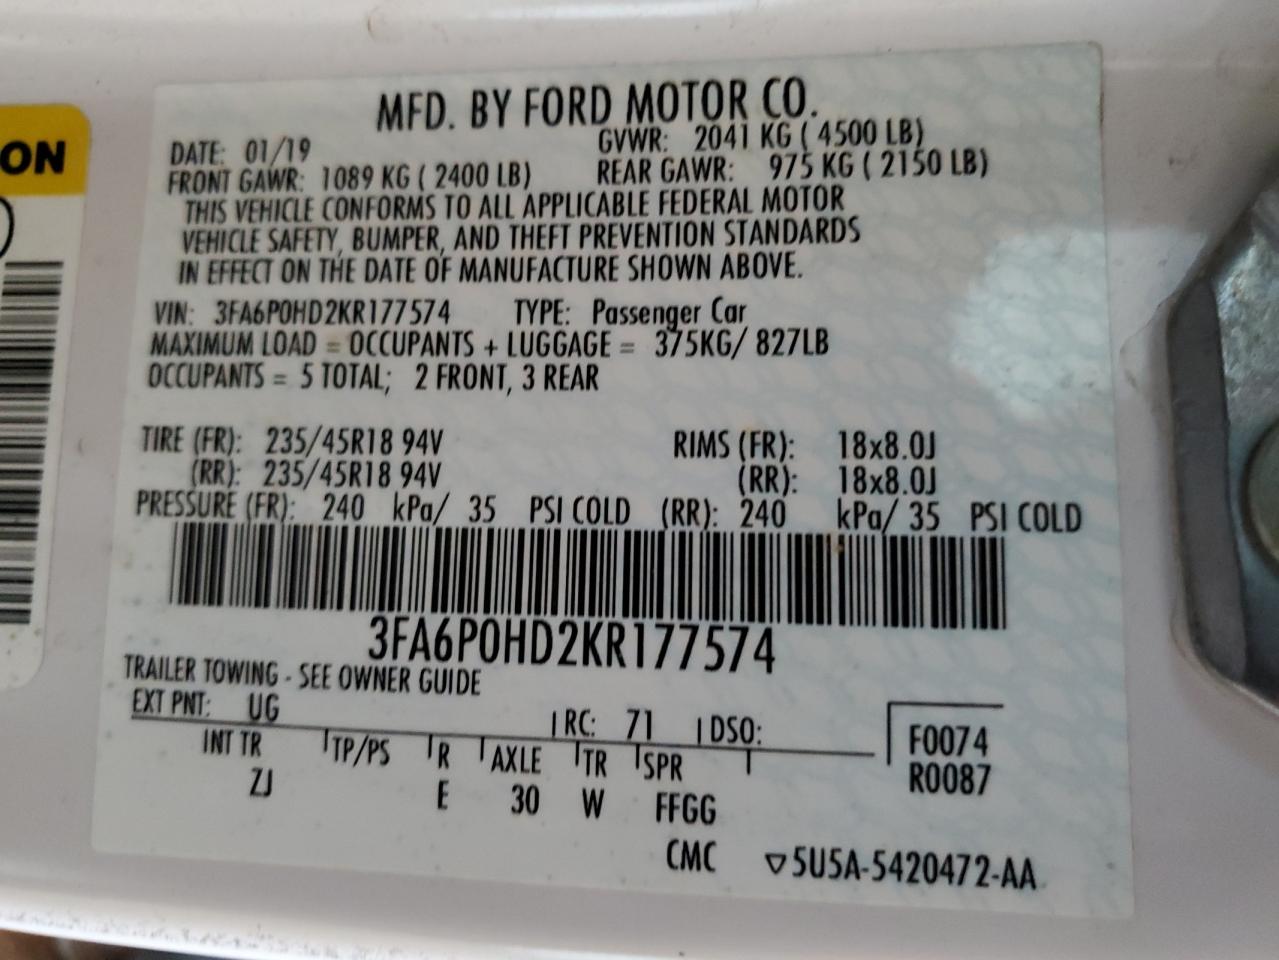 ON
MFD. BY FORD MOTOR CO.
DATE: 01/19 GVWR: 2041 KG ( 4500 LB)
FRONT GAWR: 1089 KG ( 2400 LB) REAR GAWR: 975 KG ( 2150 LB)
THIS VEHICLE CONFORMS TO ALL APPLICABLE FEDERAL MOTOR
VEHICLE SAFETY, BUMPER, AND THEFT PREVENTION STANDARDS
IN EFFECT ON THE DATE OF MANUFACTURE SHOWN ABOVE.
VIN: 3FA6P0HD2KR177574 TYPE: Passenger Car
MAXIMUM LOAD = OCCUPANTS + LUGGAGE = 375KG/ 827LB
OCCUPANTS = 5 TOTAL; 2 FRONT, 3 REAR
TIRE (FR): 235/45R18 94V RIMS (FR): 18x8.0J
(RR): 235/45R18 94V (RR): 18x8.0J
PRESSURE (FR): 240 kPa/ 35 PSI COLD (RR): 240 kPa/ 35 PSI COLD
3FA6P0HD2KR177574
TRAILER TOWING - SEE OWNER GUIDE
EXT PNT: UG RC: 71 DSO: F0074
INT TR TP/PS R AXLE TR SPR R0087
ZJ E 30 W FFGG
CMC ▽5U5A-5420472-AA